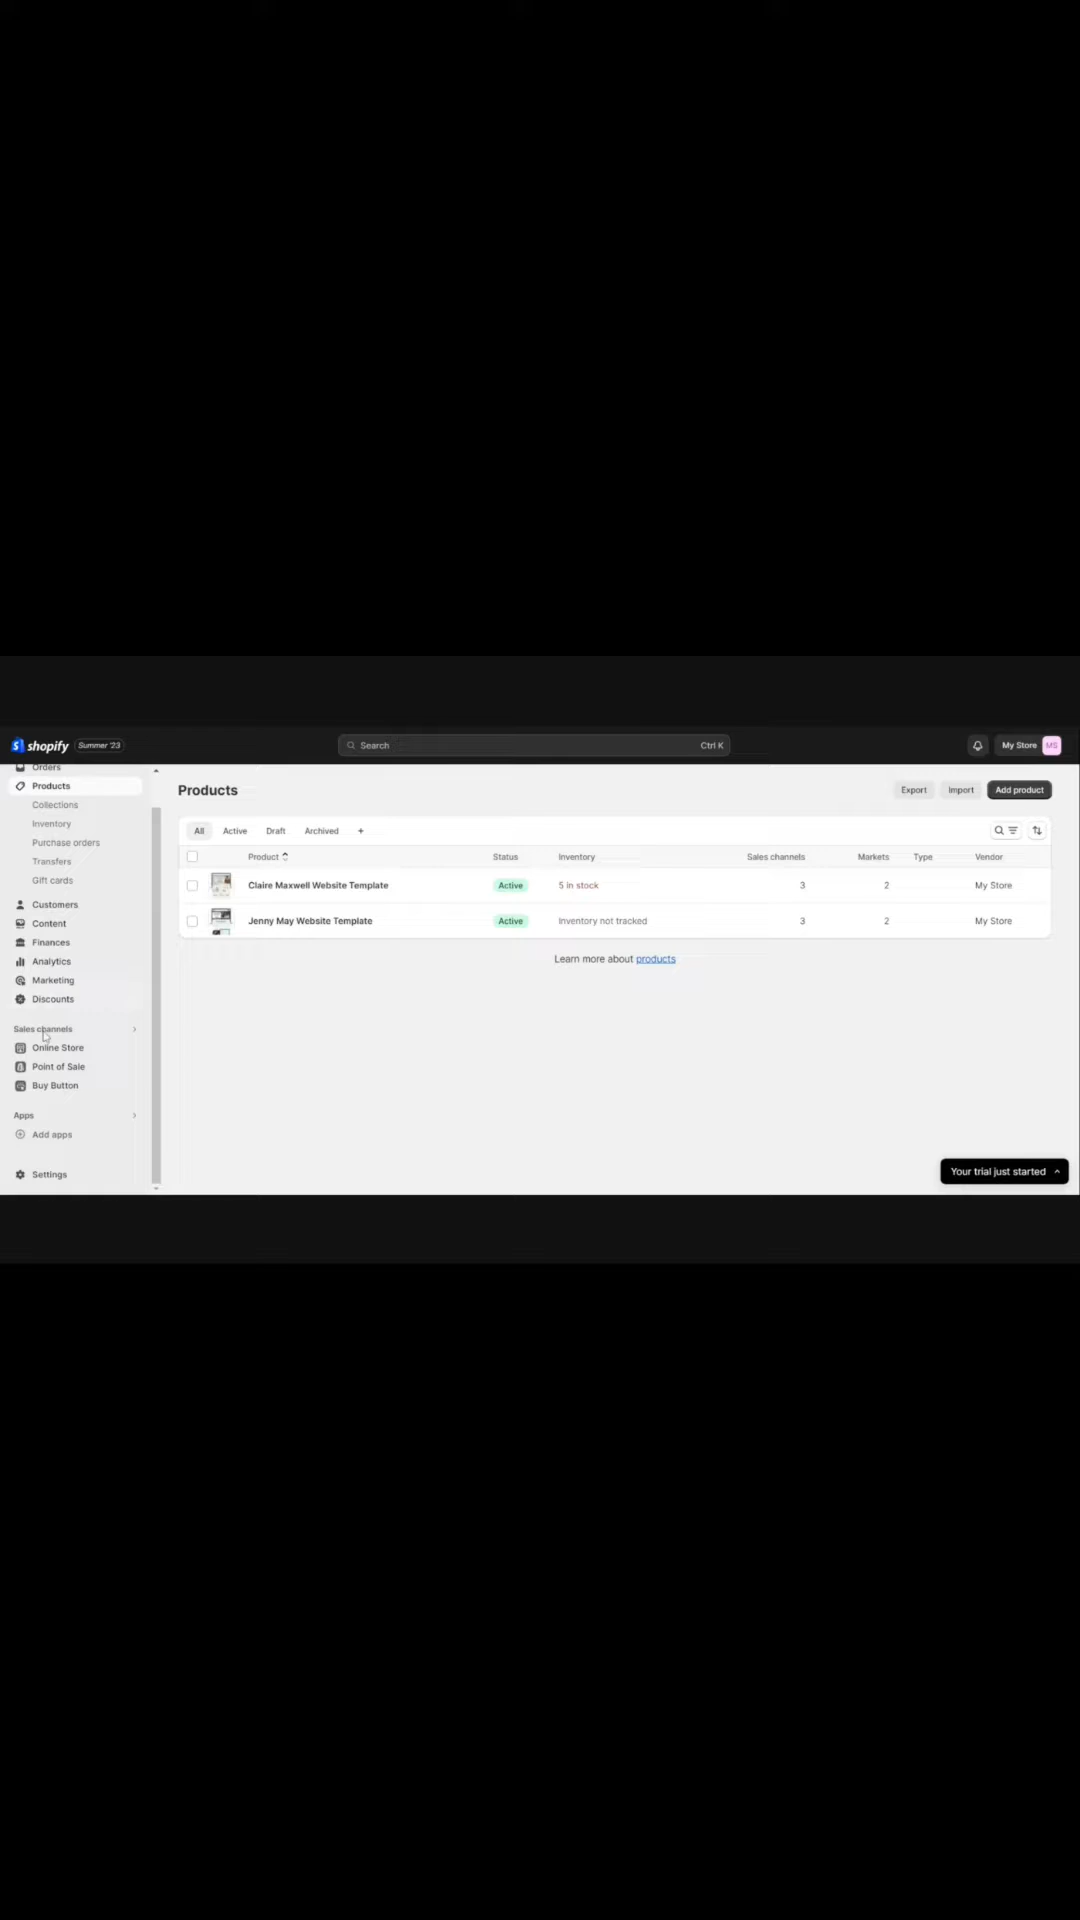 shopify Summer '23 Search Ctrl K My Store MS
Orders
Products
Collections
Inventory
Purchase orders
Transfers
Gift cards
Customers
Content
Finances
Analytics
Marketing
Discounts
Sales channels
Online Store
Point of Sale
Buy Button
Apps
Add apps
Settings
Products Export Import Add product
All Active Draft Archived +
Product Status Inventory Sales channels Markets Type Vendor
Claire Maxwell Website Template Active 5 in stock 3 2 My Store
Jenny May Website Template Active Inventory not tracked 3 2 My Store
Learn more about products
Your trial just started